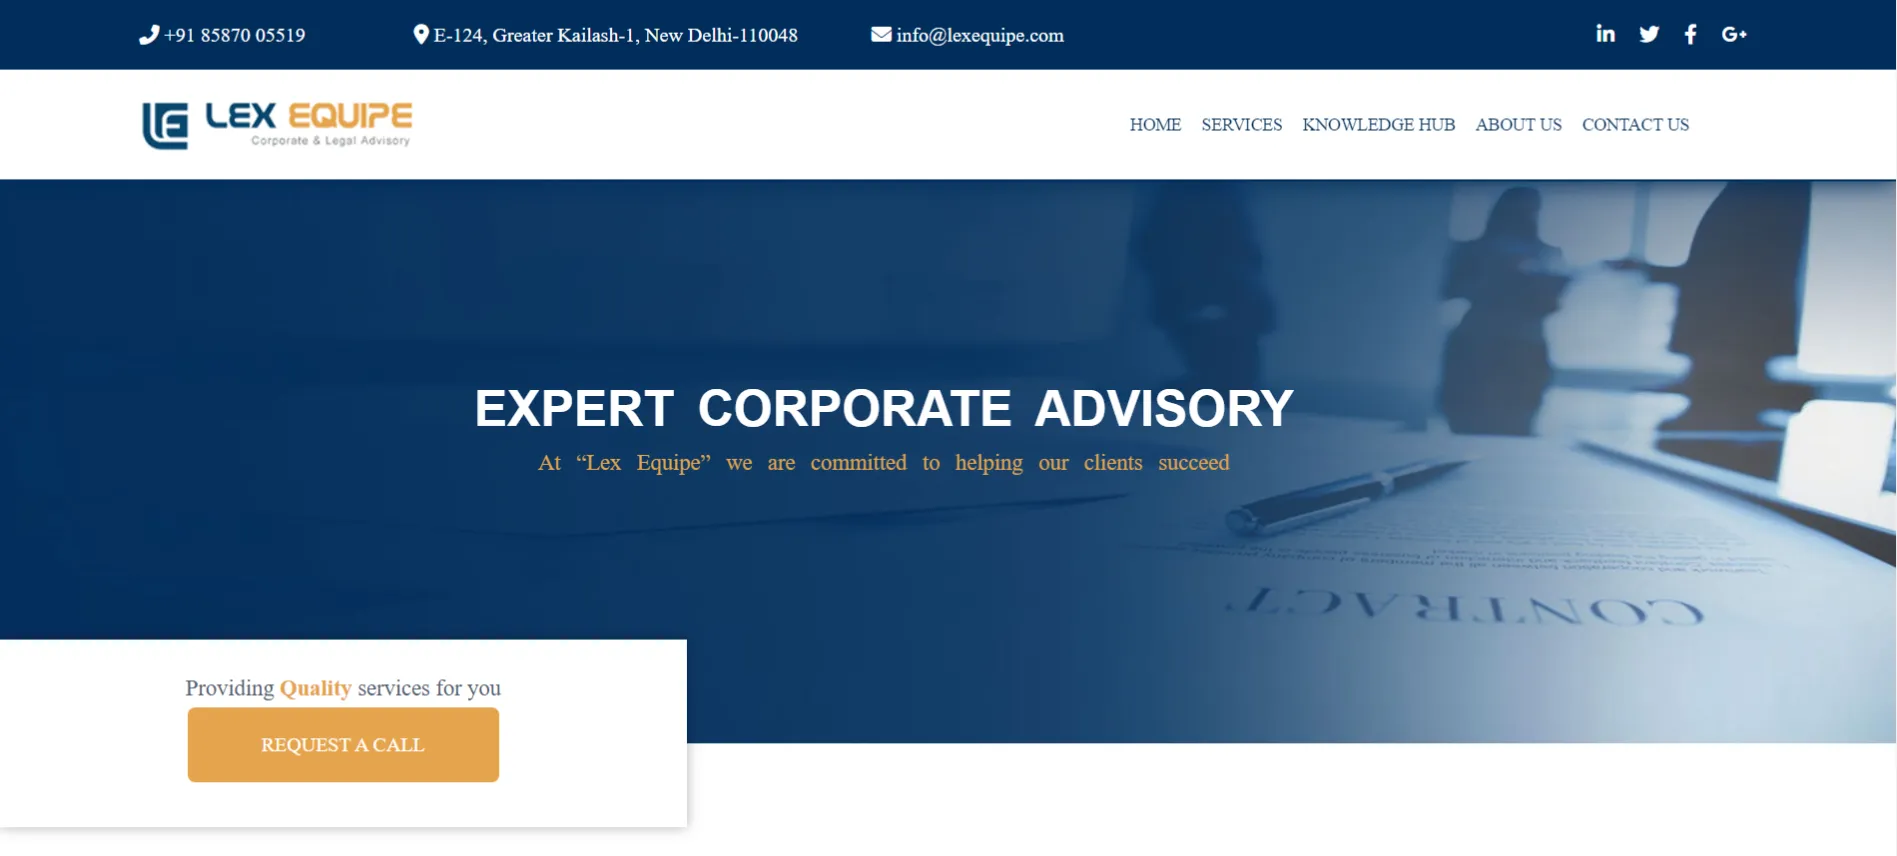 +91 85870 05519
E-124, Greater Kailash-1, New Delhi-110048
info@lexequipe.com
in
G+
LE
LEX EQUIPE
Corporate & Legal Advisory
HOME
SERVICES
KNOWLEDGE HUB
ABOUT US
CONTACT US
EXPERT CORPORATE ADVISORY
At “Lex Equipe” we are committed to helping our clients succeed
CONTRACT
Providing Quality services for you
REQUEST A CALL